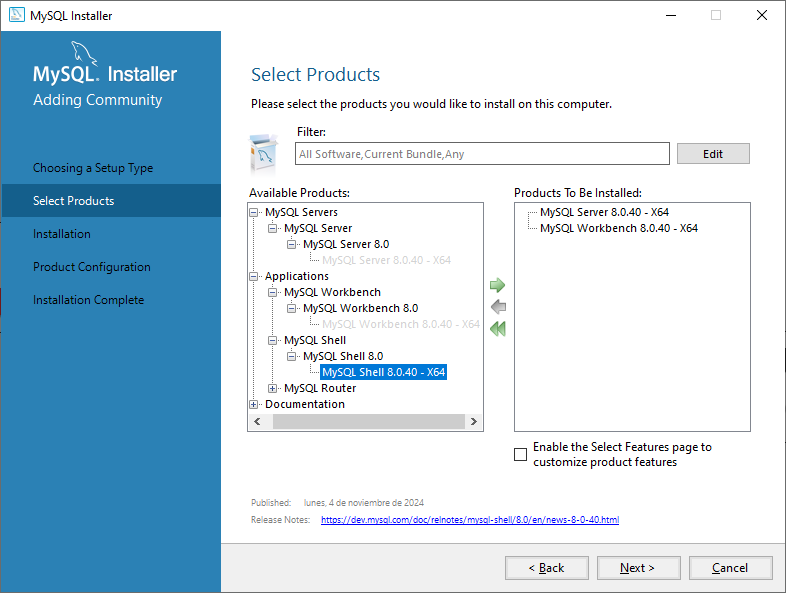 MySQL Installer
MySQL. Installer
Adding Community
Choosing a Setup Type
Select Products
Installation
Product Configuration
Installation Complete
Select Products
Please select the products you would like to install on this computer.
Filter:
All Software,Current Bundle,Any
Edit
Available Products:
MySQL Servers
MySQL Server
MySQL Server 8.0
MySQL Server 8.0.40 - X64
Applications
MySQL Workbench
MySQL Workbench 8.0
MySQL Workbench 8.0.40 - X64
MySQL Shell
MySQL Shell 8.0
MySQL Shell 8.0.40 - X64
MySQL Router
Documentation
Products To Be Installed:
MySQL Server 8.0.40 - X64
MySQL Workbench 8.0.40 - X64
Enable the Select Features page to
customize product features
Published: lunes, 4 de noviembre de 2024
Release Notes: https://dev.mysql.com/doc/relnotes/mysql-shell/8.0/en/news-8-0-40.html
< Back
Next >
Cancel